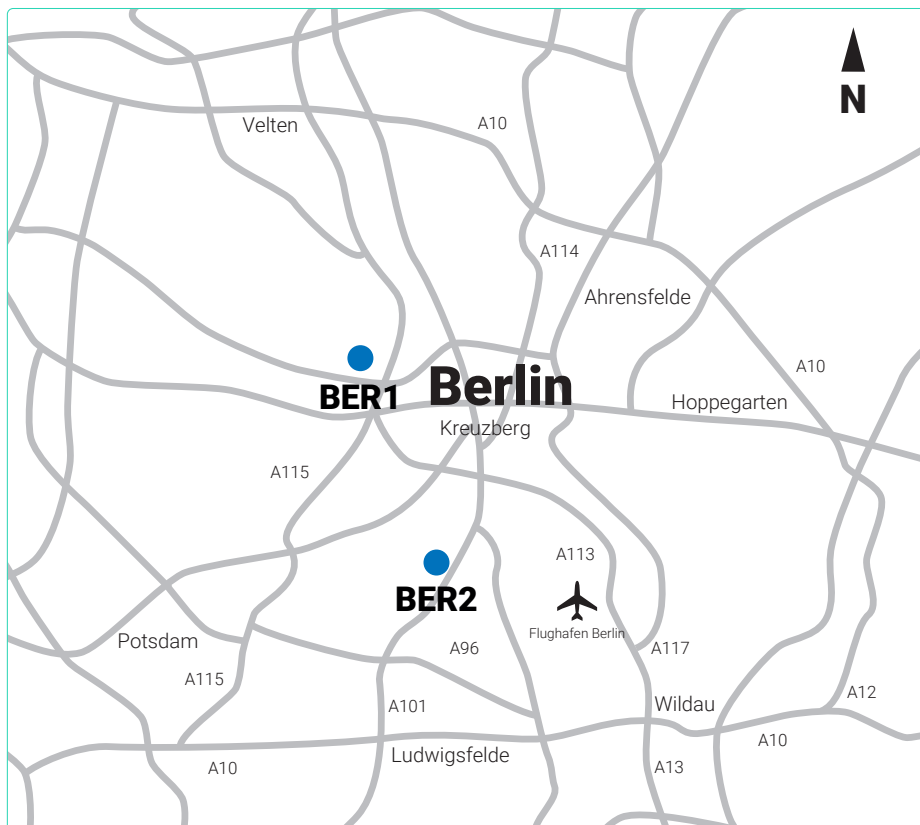 N
Velten
A10
A114
Ahrensfelde
A10
BER1
Berlin
Hoppegarten
Kreuzberg
A115
A113
BER2
Flughafen Berlin
Potsdam
A96
A117
A115
A101
Wildau
A12
A10
Ludwigsfelde
A10
A13